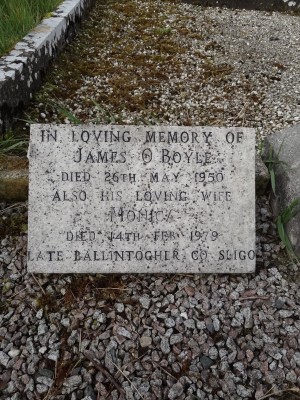 IN LOVING MEMORY OF
JAMES O'BOYLE
DIED 26TH MAY 1950
ALSO HIS LOVING WIFE
MONICA
DIED 14TH FEB 1979
LATE BALLINTOGHER CO SLIGO